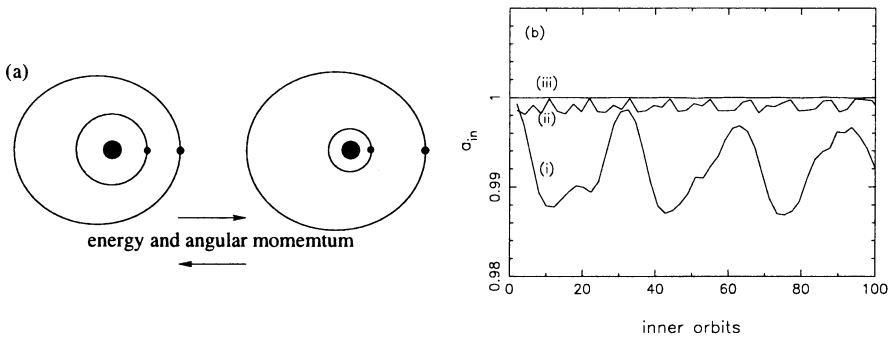 (a)
energy and angular momemtum
(b)
(iii)
(ii)
(i)
a_in
1
0.99
0.98
0
20
40
60
80
100
inner orbits